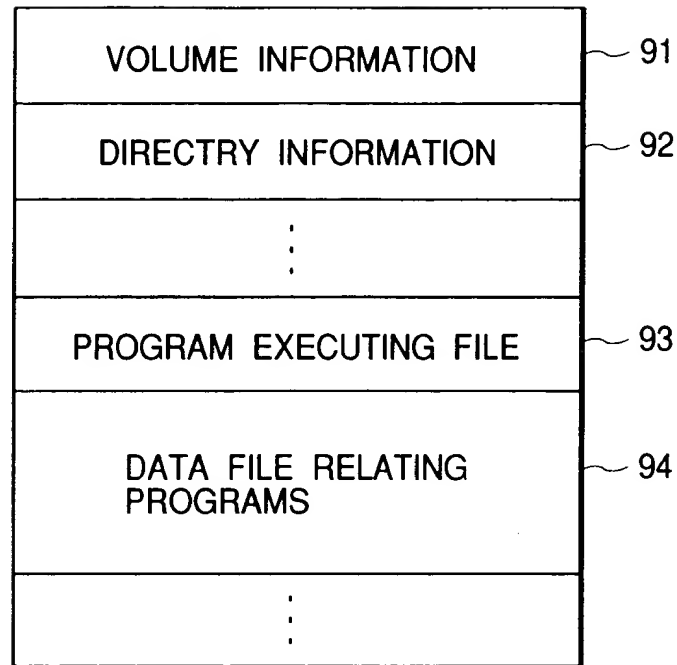 VOLUME INFORMATION 91
DIRECTRY INFORMATION 92
PROGRAM EXECUTING FILE 93
DATA FILE RELATING 94
PROGRAMS